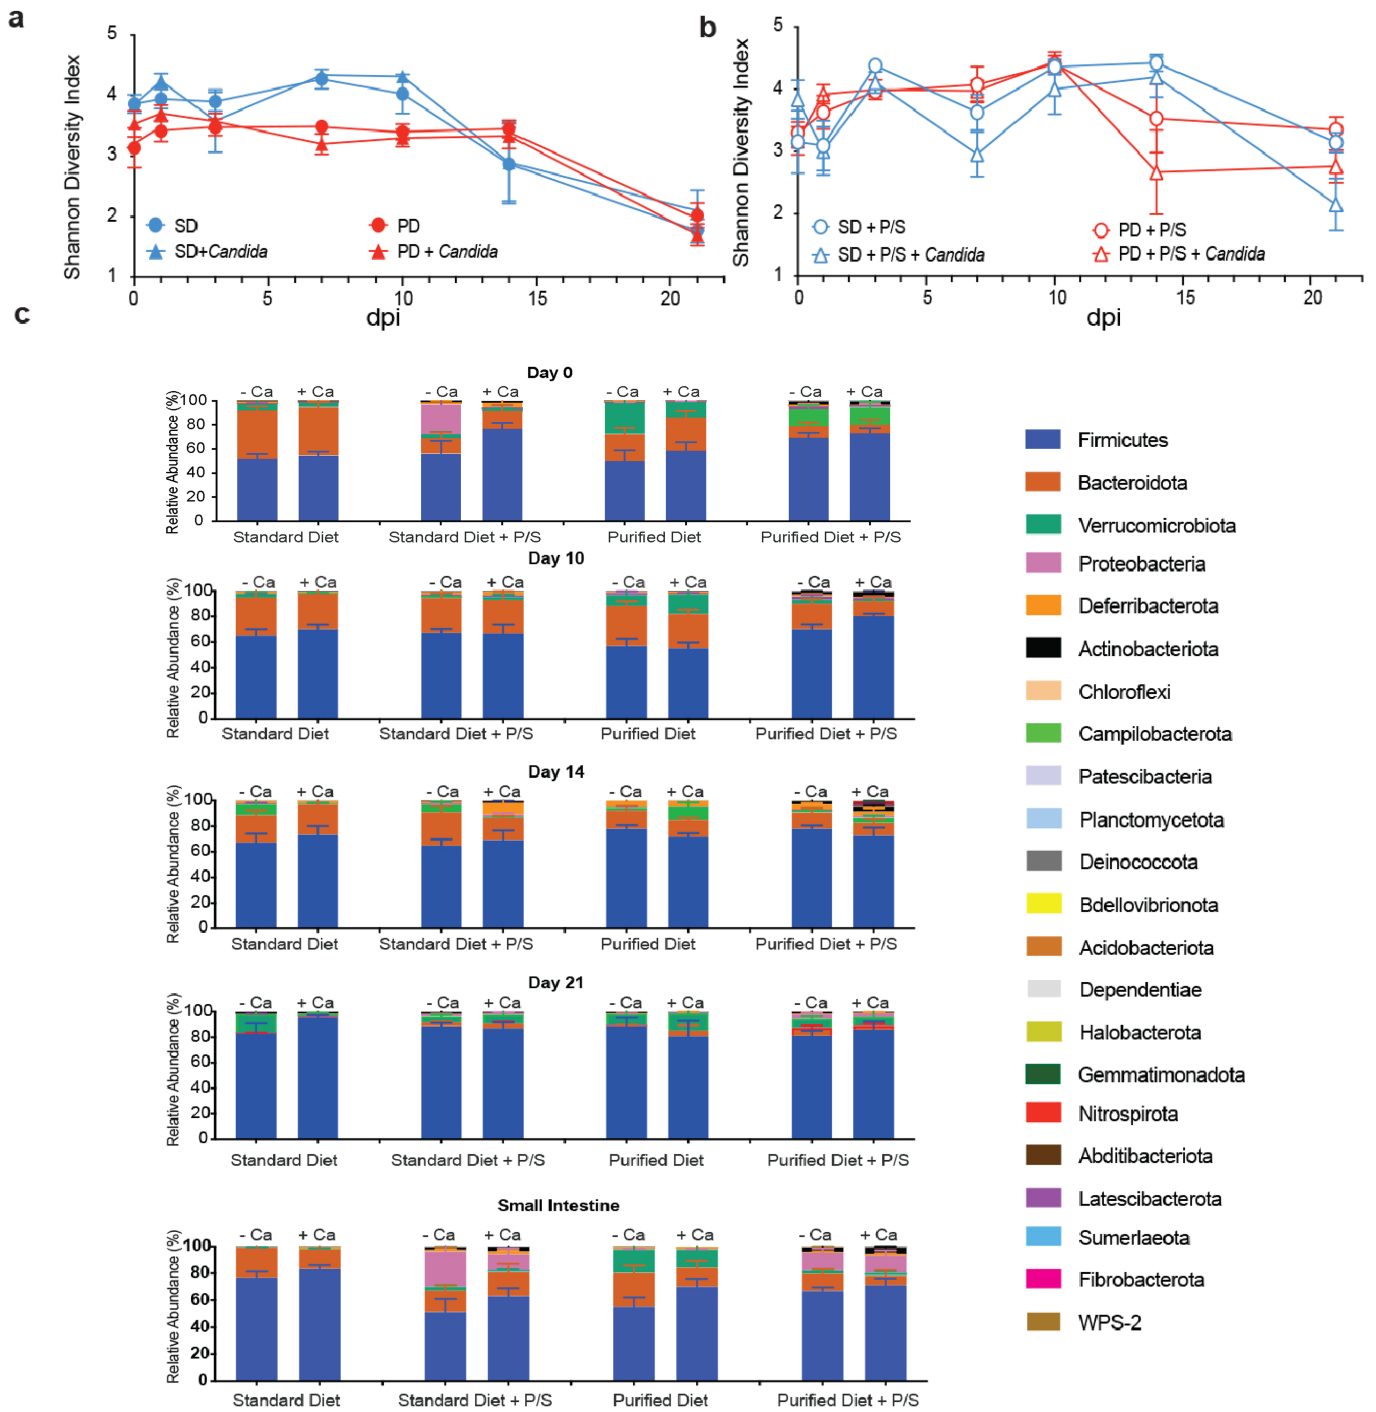 a
Shannon Diversity Index
5
4
3
2
1
0
5
10
15
20
dpi
SD
SD+Candida
PD
PD + Candida
b
Shannon Diversity Index
5
4
3
2
1
0
5
10
15
20
dpi
SD + P/S
SD + P/S + Candida
PD + P/S
PD + P/S + Candida
c
Day 0
- Ca + Ca - Ca + Ca - Ca + Ca - Ca + Ca
Relative Abundance (%)
100
80
60
40
20
0
Standard Diet Standard Diet + P/S Purified Diet Purified Diet + P/S
Day 10
- Ca + Ca - Ca + Ca - Ca + Ca - Ca + Ca
Relative Abundance (%)
100
80
60
40
20
0
Standard Diet Standard Diet + P/S Purified Diet Purified Diet + P/S
Day 14
- Ca + Ca - Ca + Ca - Ca + Ca - Ca + Ca
Relative Abundance (%)
100
80
60
40
20
0
Standard Diet Standard Diet + P/S Purified Diet Purified Diet + P/S
Day 21
- Ca + Ca - Ca + Ca - Ca + Ca - Ca + Ca
Relative Abundance (%)
100
80
60
40
20
0
Standard Diet Standard Diet + P/S Purified Diet Purified Diet + P/S
Small Intestine
- Ca + Ca - Ca + Ca - Ca + Ca - Ca + Ca
Relative Abundance (%)
100
80
60
40
20
0
Standard Diet Standard Diet + P/S Purified Diet Purified Diet + P/S
Firmicutes
Bacteroidota
Verrucomicrobiota
Proteobacteria
Deferribacterota
Actinobacteriota
Chloroflexi
Campilobacterota
Patescibacteria
Planctomycetota
Deinococcota
Bdellovibrionota
Acidobacteriota
Dependentiae
Halobacterota
Gemmatimonadota
Nitrospirota
Abditibacteriota
Latescibacterota
Sumerlaeota
Fibrobacterota
WPS-2